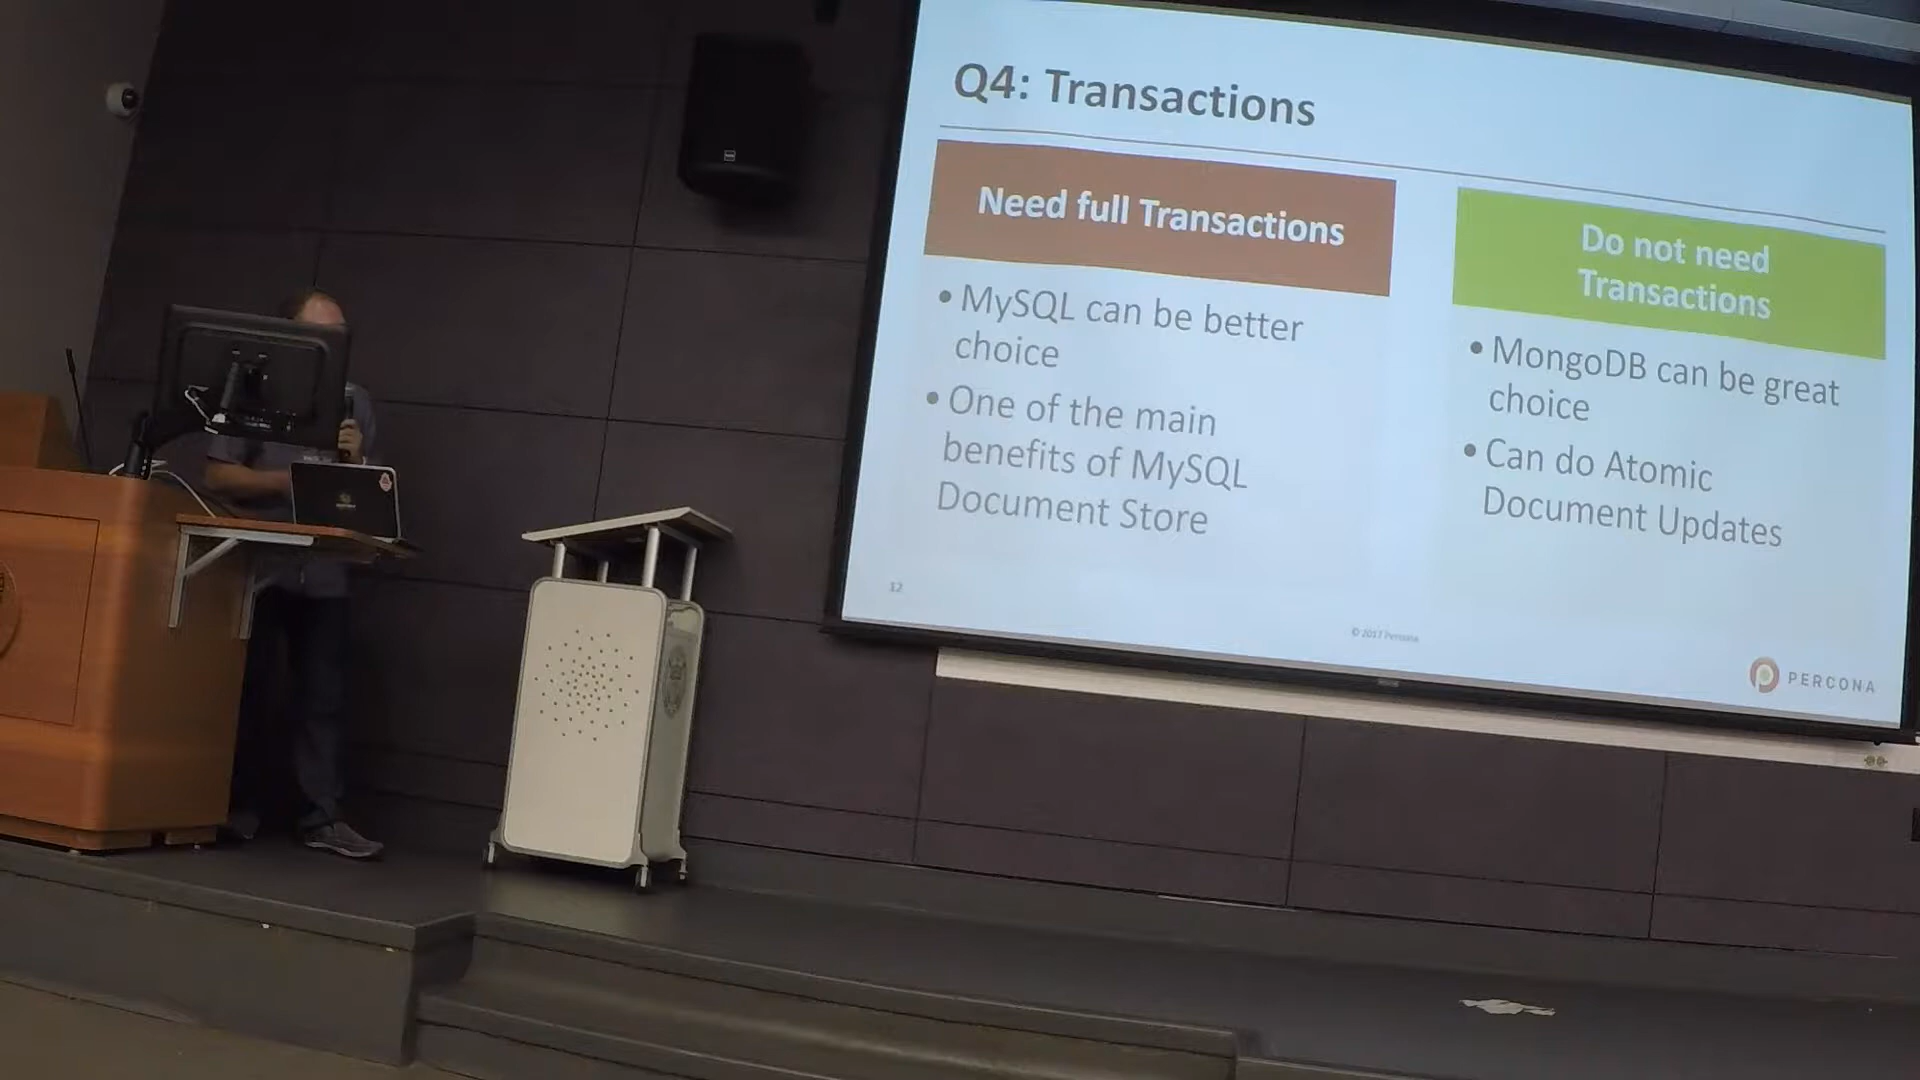 Q4: Transactions
Need full Transactions
• MySQL can be better
choice
• One of the main
benefits of MySQL
Document Store
Do not need
Transactions
• MongoDB can be great
choice
• Can do Atomic
Document Updates
12
© 2017 Percona
PERCONA